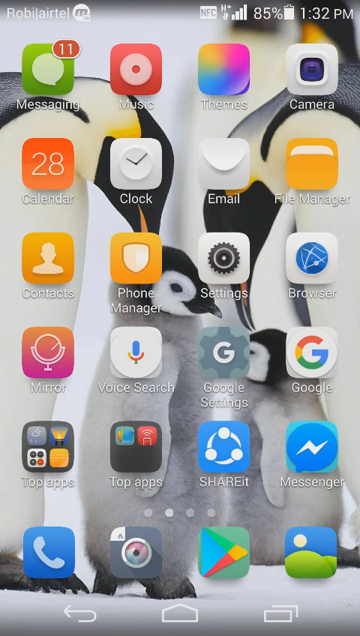 Robi|airtel
NFC H+ 85% 1:32 PM
11
Messaging Music Themes Camera
28
Calendar Clock Email File Manager
Contacts Phone Manager Settings Browser
Mirror Voice Search Google Settings Google
G G
Top apps Top apps SHAREit Messenger